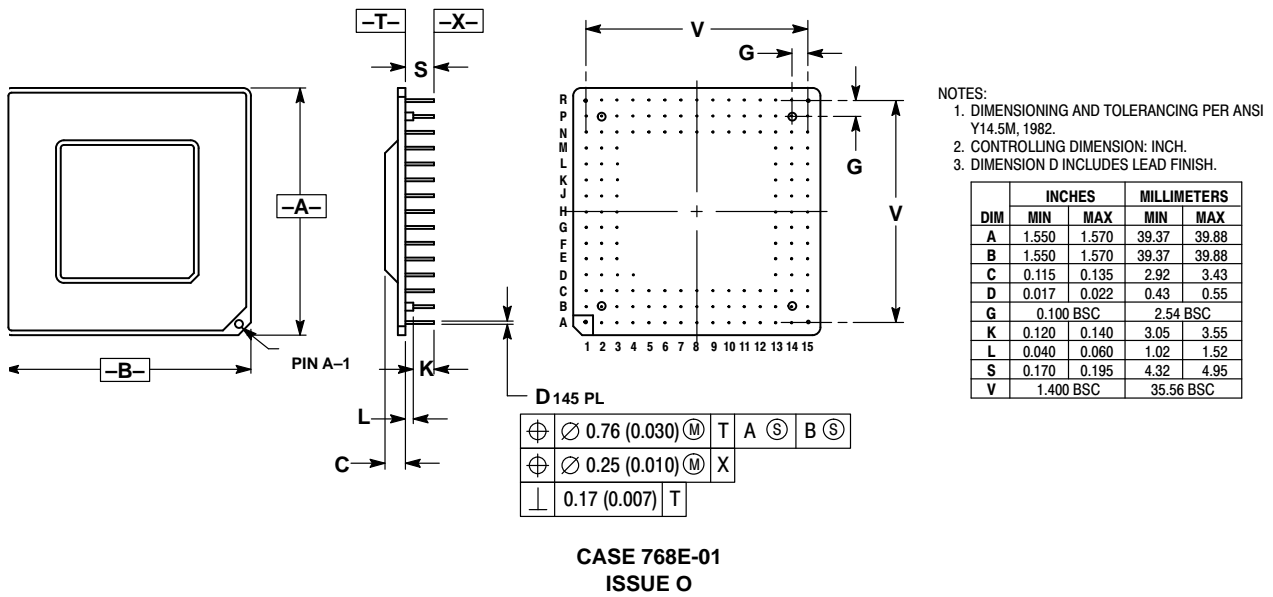 –T–
–X–
S
–A–
–B–
PIN A–1
K
L
C
D 145 PL
⌖ ⌀ 0.76 (0.030) Ⓜ T A Ⓢ B Ⓢ
⌖ ⌀ 0.25 (0.010) Ⓜ X
⊥ 0.17 (0.007) T
V
G
R
P
N
M
L
K
J
H
G
F
E
D
C
B
A
1 2 3 4 5 6 7 8 9 10 11 12 13 14 15
G
V
NOTES:
1. DIMENSIONING AND TOLERANCING PER ANSI
Y14.5M, 1982.
2. CONTROLLING DIMENSION: INCH.
3. DIMENSION D INCLUDES LEAD FINISH.
INCHES MILLIMETERS
DIM MIN MAX MIN MAX
A 1.550 1.570 39.37 39.88
B 1.550 1.570 39.37 39.88
C 0.115 0.135 2.92 3.43
D 0.017 0.022 0.43 0.55
G 0.100 BSC 2.54 BSC
K 0.120 0.140 3.05 3.55
L 0.040 0.060 1.02 1.52
S 0.170 0.195 4.32 4.95
V 1.400 BSC 35.56 BSC
CASE 768E-01
ISSUE O